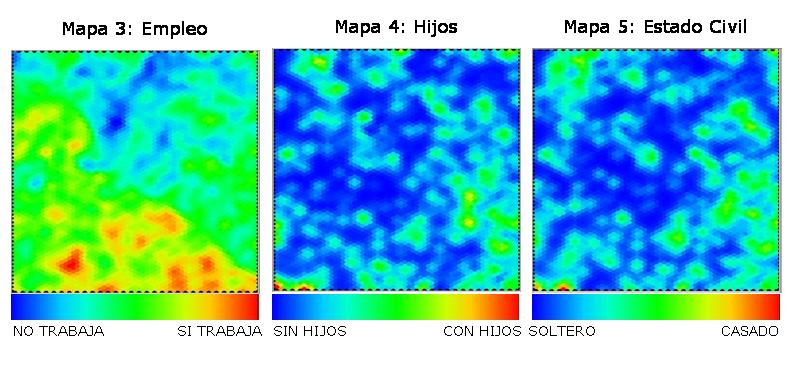 Mapa 3: Empleo
Mapa 4: Hijos
Mapa 5: Estado Civil
NO TRABAJA
SI TRABAJA
SIN HIJOS
CON HIJOS
SOLTERO
CASADO